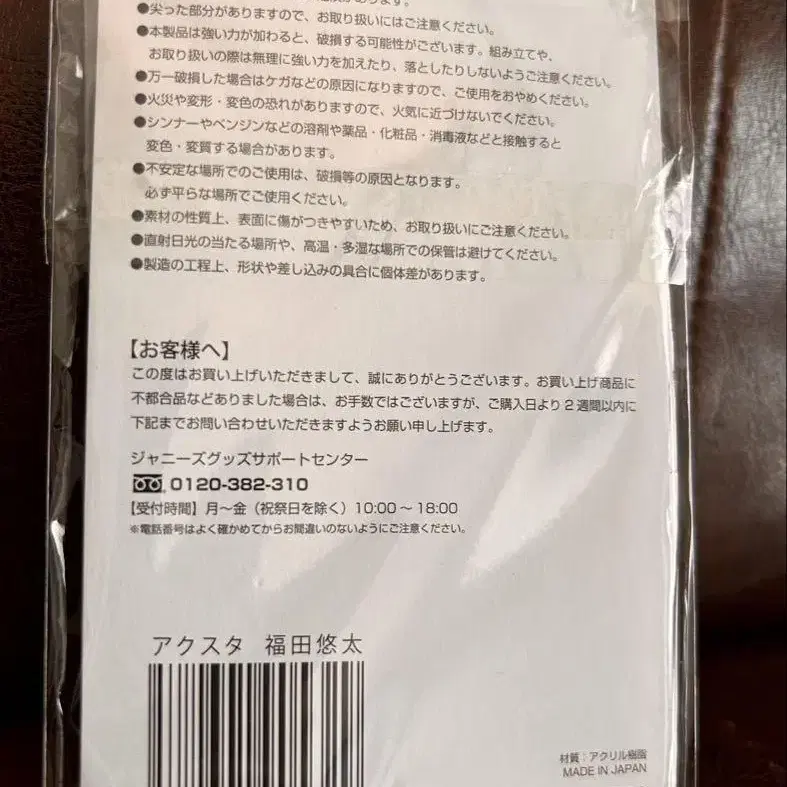 がありますので、お取り扱いにはご注意ください。
●尖った部分がありますので、お取り扱いにはご注意ください。
●本製品は強い力が加わると、破損する可能性がございます。組み立てや、
お取り扱いの際は無理に強い力を加えたり、落としたりしないようご注意ください。
●万一破損した場合はケガなどの原因になりますので、ご使用をおやめください。
●火災や変形・変色の恐れがありますので、火気に近づけないでください。
●シンナーやベンジンなどの溶剤や薬品・化粧品・消毒液などと接触すると
変色・変質する場合があります。
●不安定な場所でのご使用は、破損等の原因となります。
必ず平らな場所でご使用ください。
●素材の性質上、表面に傷がつきやすいため、お取り扱いにご注意ください。
●直射日光の当たる場所や、高温・多湿な場所での保管は避けてください。
●製造の工程上、形状や差し込みの具合に個体差があります。
【お客様へ】
この度はお買い上げいただきまして、誠にありがとうございます。お買い上げ商品に
不都合品などありました場合は、お手数ではございますが、ご購入日より2週間以内に
下記までお問い合わせいただきますようお願い申し上げます。
ジャニーズグッズサポートセンター
0120-382-310
【受付時間】月〜金（祝祭日を除く）10:00〜18:00
※電話番号はよく確かめてからお間違いのないようにご注意ください。
アクスタ 福田悠太
材質：アクリル樹脂
MADE IN JAPAN